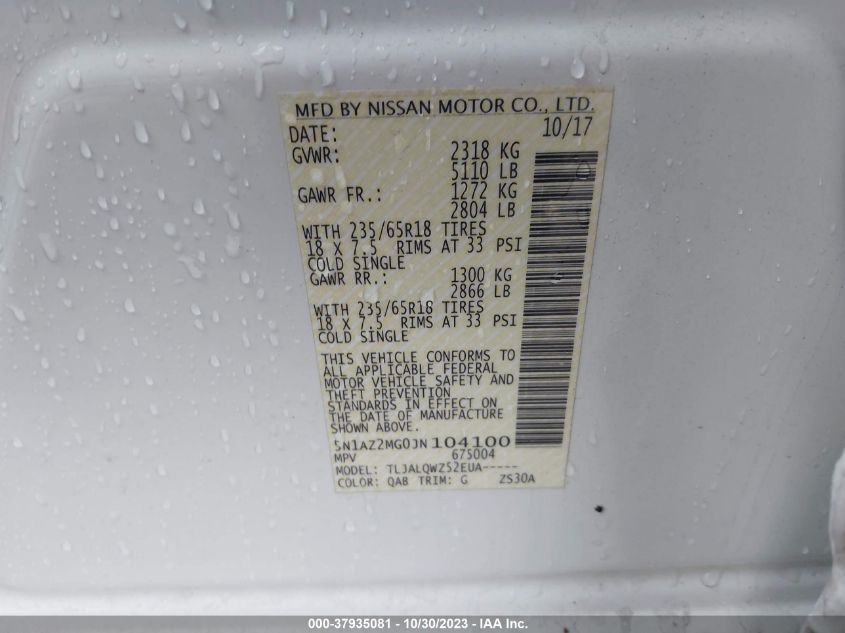 MFD BY NISSAN MOTOR CO., LTD.
DATE: 10/17
GVWR: 2318 KG
5110 LB
GAWR FR.: 1272 KG
2804 LB
WITH 235/65R18 TIRES
18 X 7.5 RIMS AT 33 PSI
COLD SINGLE
GAWR RR.: 1300 KG
2866 LB
WITH 235/65R18 TIRES
18 X 7.5 RIMS AT 33 PSI
COLD SINGLE
THIS VEHICLE CONFORMS TO
ALL APPLICABLE FEDERAL
MOTOR VEHICLE SAFETY AND
THEFT PREVENTION
STANDARDS IN EFFECT ON
THE DATE OF MANUFACTURE
SHOWN ABOVE.
5N1AZ2MG0JN104100
MPV 675004
MODEL: TLJALQWZ52EUA-----
COLOR: QAB TRIM: G ZS30A
000-37935081 - 10/30/2023 - IAA Inc.